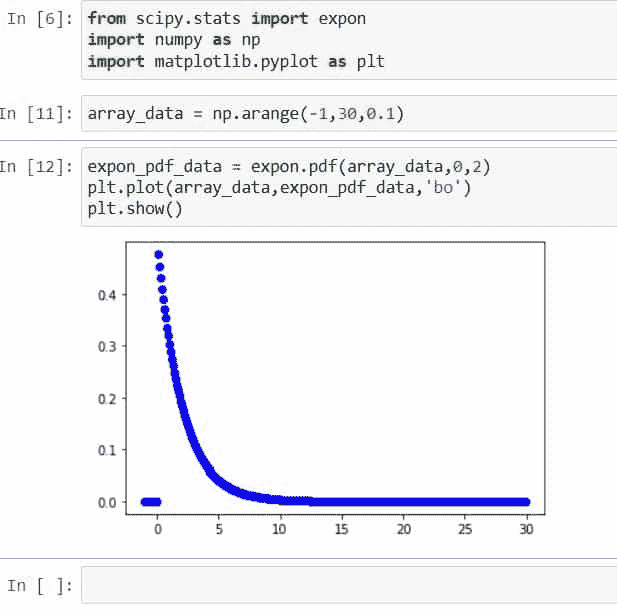 In [6]: from scipy.stats import expon
import numpy as np
import matplotlib.pyplot as plt
In [11]: array_data = np.arange(-1,30,0.1)
In [12]: expon_pdf_data = expon.pdf(array_data,0,2)
plt.plot(array_data,expon_pdf_data,'bo')
plt.show()
0.4
0.3
0.2
0.1
0.0
0 5 10 15 20 25 30
In [ ]: